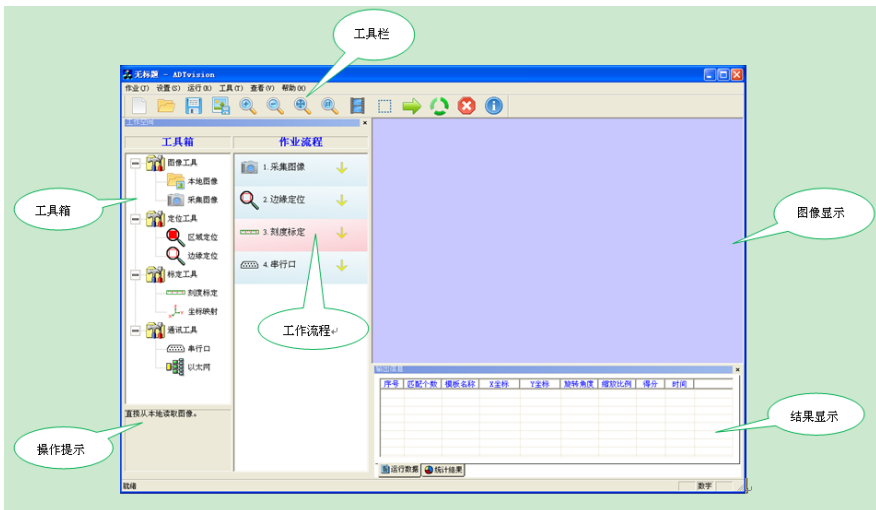 工具栏
无标题 - ADTvision
作业(J) 设置(S) 运行(R) 工具(T) 查看(V) 帮助(H)
工作空间
工具箱
作业流程
图像工具
本地图像
采集图像
定位工具
区域定位
边缘定位
标定工具
刻度标定
坐标映射
通讯工具
串行口
以太网
1.采集图像
2.边缘定位
3.刻度标定
4.串行口
工具箱
图像显示
工作流程
输出信息
序号 匹配个数 模板名称 X坐标 Y坐标 旋转角度 缩放比例 得分 时间
结果显示
直接从本地读取图像。
操作提示
运行数据 统计结果
就绪
数字